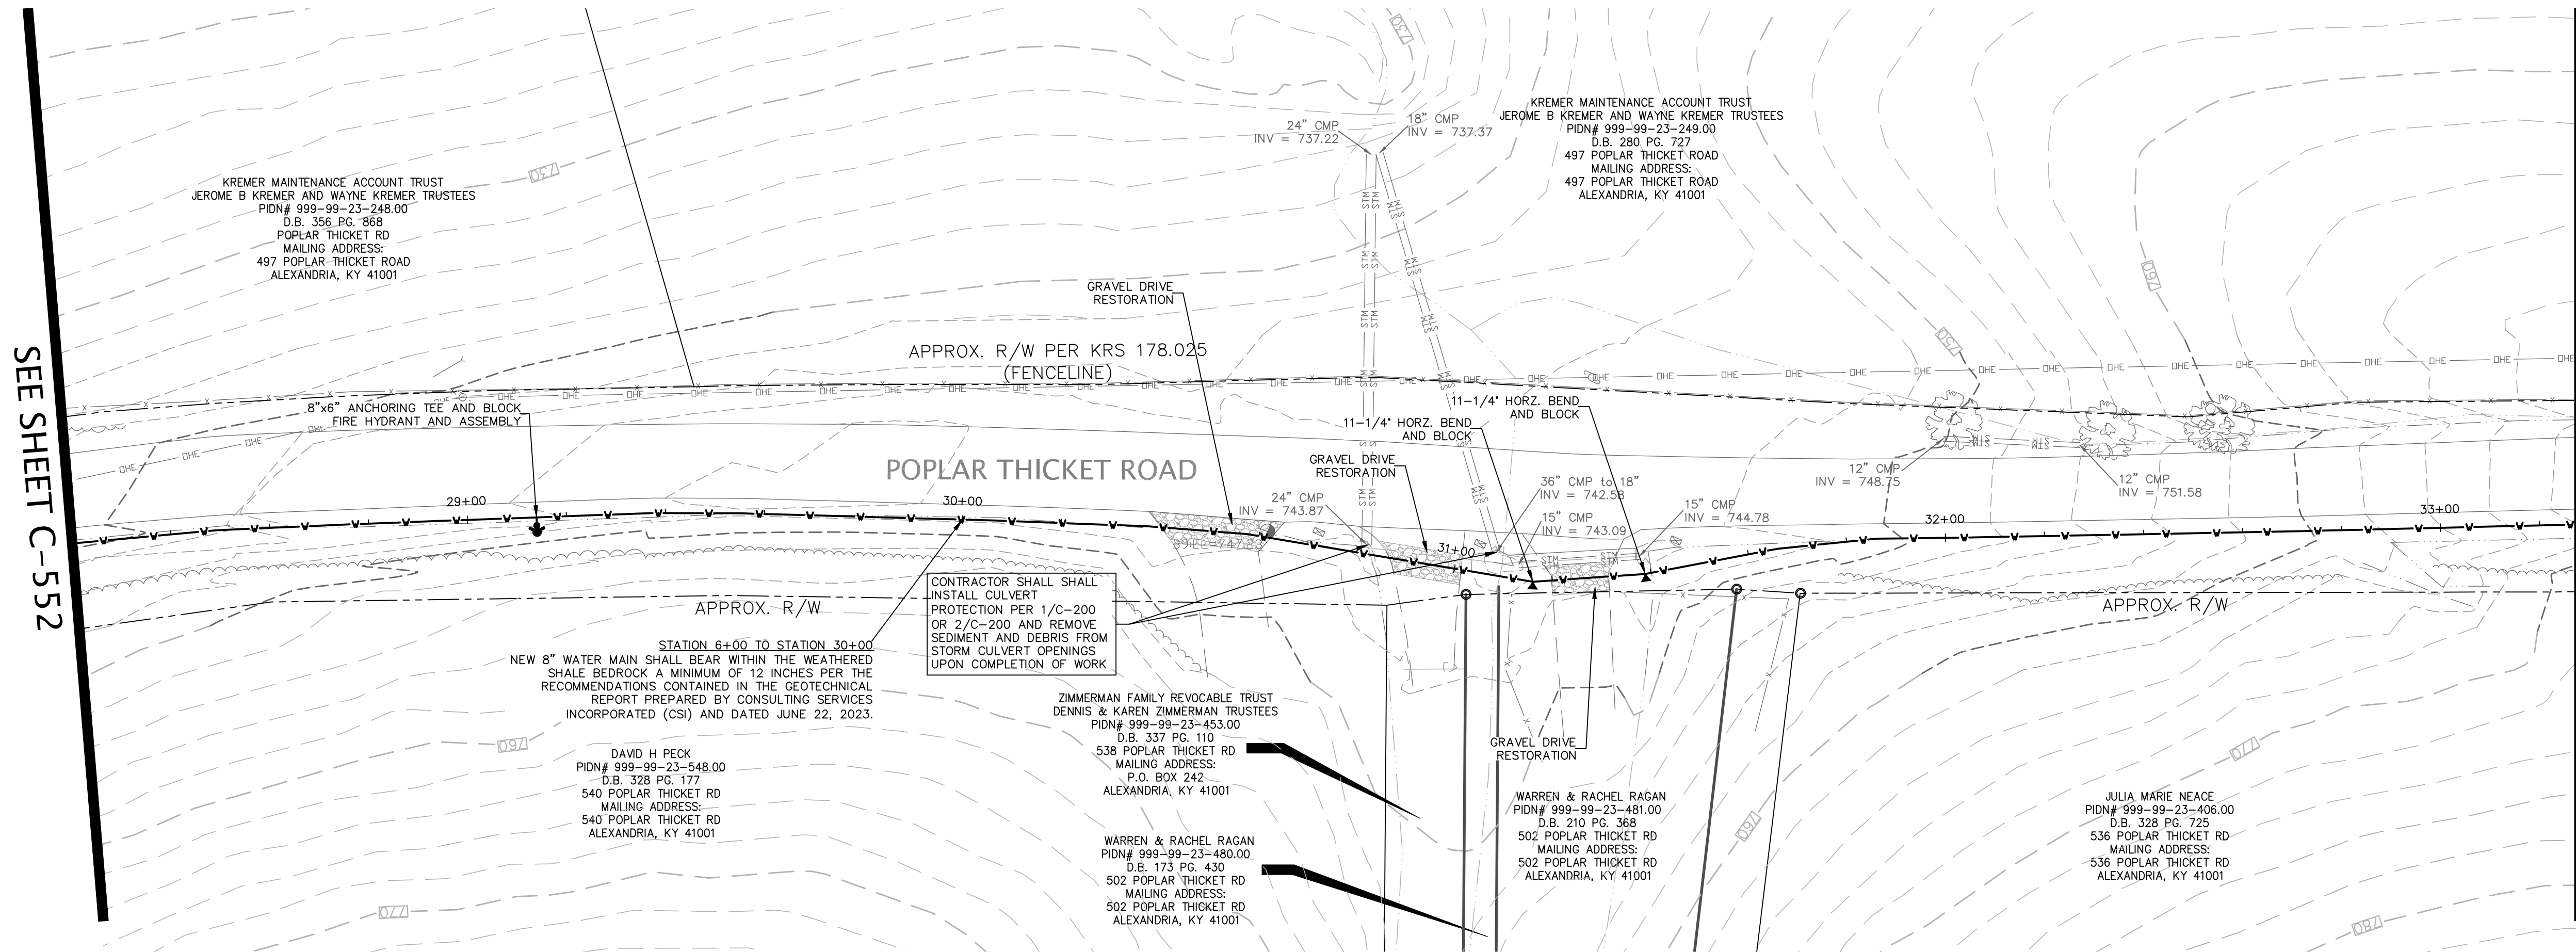 SEE SHEET C-552
KREMER MAINTENANCE ACCOUNT TRUST
JEROME B KREMER AND WAYNE KREMER TRUSTEES
PIDN# 999-99-23-248.00
D.B. 356 PG. 868
POPLAR THICKET RD
MAILING ADDRESS:
497 POPLAR THICKET ROAD
ALEXANDRIA, KY 41001
730
730
24" CMP
INV = 737.22
18" CMP
INV = 737.37
KREMER MAINTENANCE ACCOUNT TRUST
JEROME B KREMER AND WAYNE KREMER TRUSTEES
PIDN# 999-99-23-249.00
D.B. 280 PG. 727
497 POPLAR THICKET ROAD
MAILING ADDRESS:
497 POPLAR THICKET ROAD
ALEXANDRIA, KY 41001
760
750
GRAVEL DRIVE
RESTORATION
APPROX. R/W PER KRS 178.025
(FENCELINE)
8"x6" ANCHORING TEE AND BLOCK
FIRE HYDRANT AND ASSEMBLY
11-1/4° HORZ. BEND
AND BLOCK
11-1/4° HORZ. BEND
AND BLOCK
POPLAR THICKET ROAD
GRAVEL DRIVE
RESTORATION
24" CMP
INV = 743.87
36" CMP to 18"
INV = 742.58
15" CMP
INV = 743.09
15" CMP
INV = 744.78
12" CMP
INV = 748.75
12" CMP
INV = 751.58
29+00
30+00
31+00
32+00
33+00
CONTRACTOR SHALL SHALL
INSTALL CULVERT
PROTECTION PER 1/C-200
OR 2/C-200 AND REMOVE
SEDIMENT AND DEBRIS FROM
STORM CULVERT OPENINGS
UPON COMPLETION OF WORK
APPROX. R/W
APPROX. R/W
STATION 6+00 TO STATION 30+00
NEW 8" WATER MAIN SHALL BEAR WITHIN THE WEATHERED
SHALE BEDROCK A MINIMUM OF 12 INCHES PER THE
RECOMMENDATIONS CONTAINED IN THE GEOTECHNICAL
REPORT PREPARED BY CONSULTING SERVICES
INCORPORATED (CSI) AND DATED JUNE 22, 2023.
760
DAVID H PECK
PIDN# 999-99-23-548.00
D.B. 328 PG. 177
540 POPLAR THICKET RD
MAILING ADDRESS:
540 POPLAR THICKET RD
ALEXANDRIA, KY 41001
770
ZIMMERMAN FAMILY REVOCABLE TRUST
DENNIS & KAREN ZIMMERMAN TRUSTEES
PIDN# 999-99-23-453.00
D.B. 337 PG. 110
538 POPLAR THICKET RD
MAILING ADDRESS:
P.O. BOX 242
ALEXANDRIA, KY 41001
WARREN & RACHEL RAGAN
PIDN# 999-99-23-480.00
D.B. 173 PG. 430
502 POPLAR THICKET RD
MAILING ADDRESS:
502 POPLAR THICKET RD
ALEXANDRIA, KY 41001
GRAVEL DRIVE
RESTORATION
WARREN & RACHEL RAGAN
PIDN# 999-99-23-481.00
D.B. 210 PG. 368
502 POPLAR THICKET RD
MAILING ADDRESS:
502 POPLAR THICKET RD
ALEXANDRIA, KY 41001
760
770
JULIA MARIE NEACE
PIDN# 999-99-23-406.00
D.B. 328 PG. 725
536 POPLAR THICKET RD
MAILING ADDRESS:
536 POPLAR THICKET RD
ALEXANDRIA, KY 41001
780